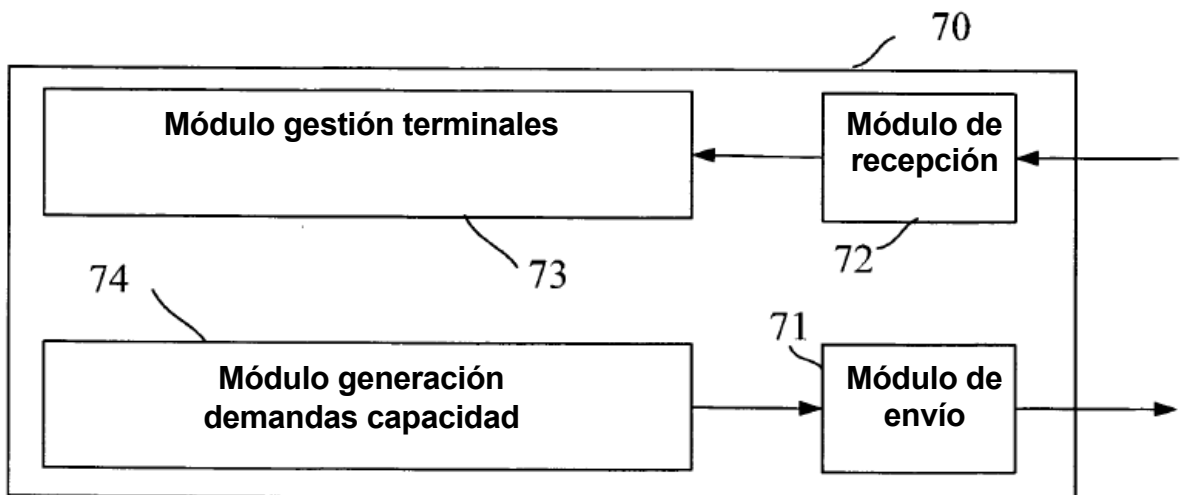 70
Módulo gestión terminales
Módulo de
recepción
73
72
74
71
Módulo generación
demandas capacidad
Módulo de
envío